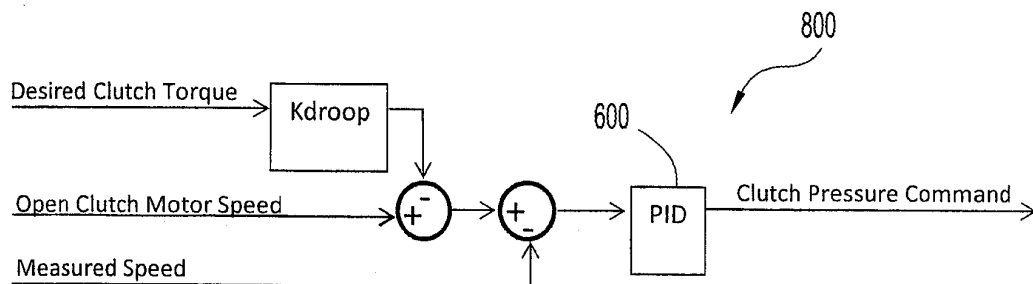 800
Desired Clutch Torque
Kdroop
600
-
Open Clutch Motor Speed
+
+
-
PID
Clutch Pressure Command
Measured Speed